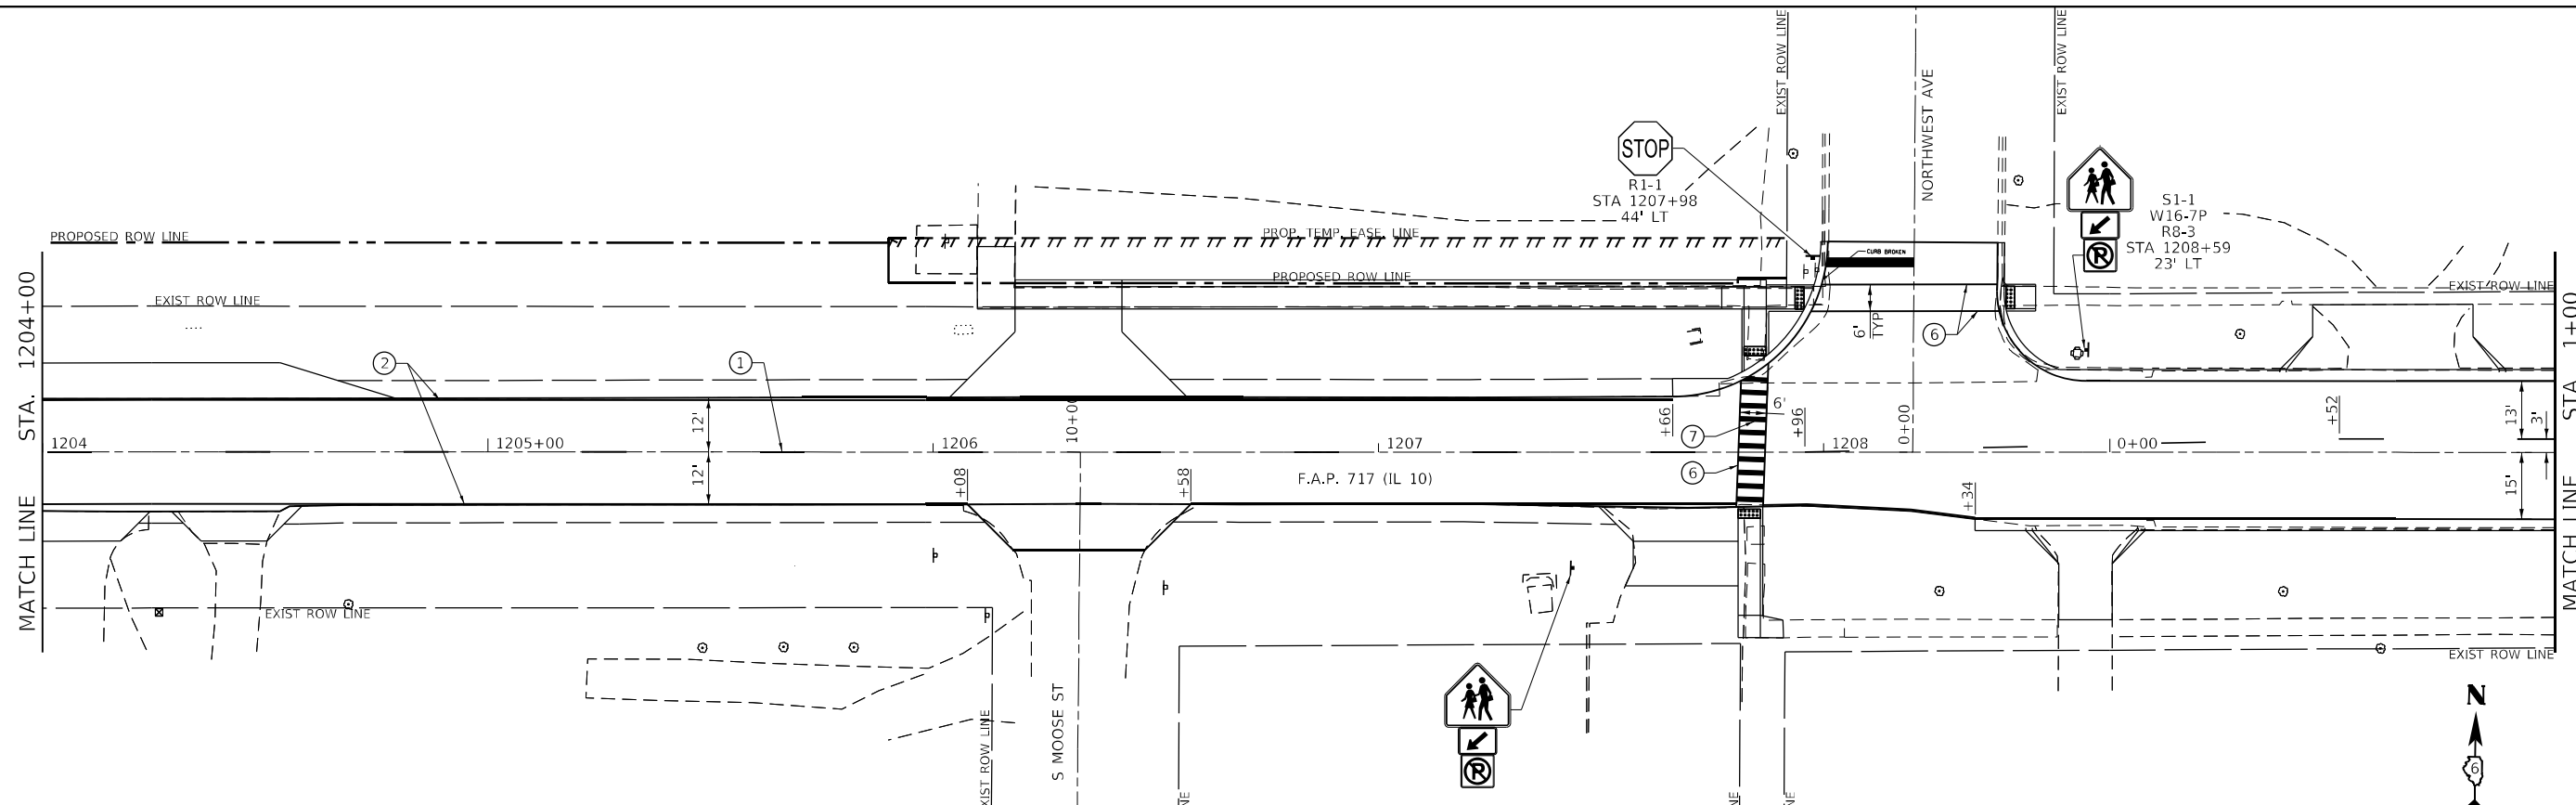 EXIST ROW LINE
EXIST ROW LINE
NORTHWEST AVE
STOP
R1-1
STA 1207+98
44' LT
S1-1
W16-7P
R8-3
STA 1208+59
23' LT
PROPOSED ROW LINE
PROP. TEMP. EASE. LINE
CURB BROKEN
PROPOSED ROW LINE
EXIST ROW LINE
EXIST ROW LINE
MATCH LINE STA. 1204+00
2
1
6' TYP
6
12'
12'
10+00
+66
6'
7
+96
0+00
+52
13'
3'
1204
1205+00
1206
1207
1208
0+00
6
F.A.P. 717 (IL 10)
+08
+58
+34
15'
MATCH LINE STA 1+00
EXIST ROW LINE
EXIST ROW LINE
S MOOSE ST
EXIST ROW LINE
P
P
N
6